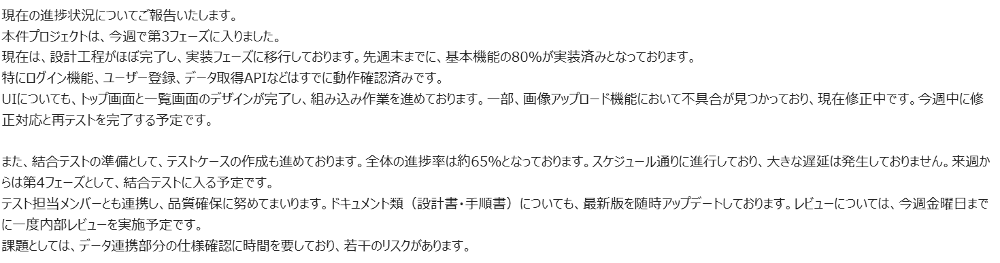 現在の進捗状況についてご報告いたします。
本件プロジェクトは、今週で第3フェーズに入りました。
現在は、設計工程がほぼ完了し、実装フェーズに移行しております。先週末までに、基本機能の80%が実装済みとなっております。
特にログイン機能、ユーザー登録、データ取得APIなどはすでに動作確認済みです。
UIについても、トップ画面と一覧画面のデザインが完了し、組み込み作業を進めております。一部、画像アップロード機能において不具合が見つかっており、現在修正中です。今週中に修
正対応と再テストを完了する予定です。

また、結合テストの準備として、テストケースの作成も進めております。全体の進捗率は約65%となっております。スケジュール通りに進行しており、大きな遅延は発生しておりません。来週か
らは第4フェーズとして、結合テストに入る予定です。
テスト担当メンバーとも連携し、品質確保に努めてまいります。ドキュメント類（設計書・手順書）についても、最新版を随時アップデートしております。レビューについては、今週金曜日まで
に一度内部レビューを実施予定です。
課題としては、データ連携部分の仕様確認に時間を要しており、若干のリスクがあります。